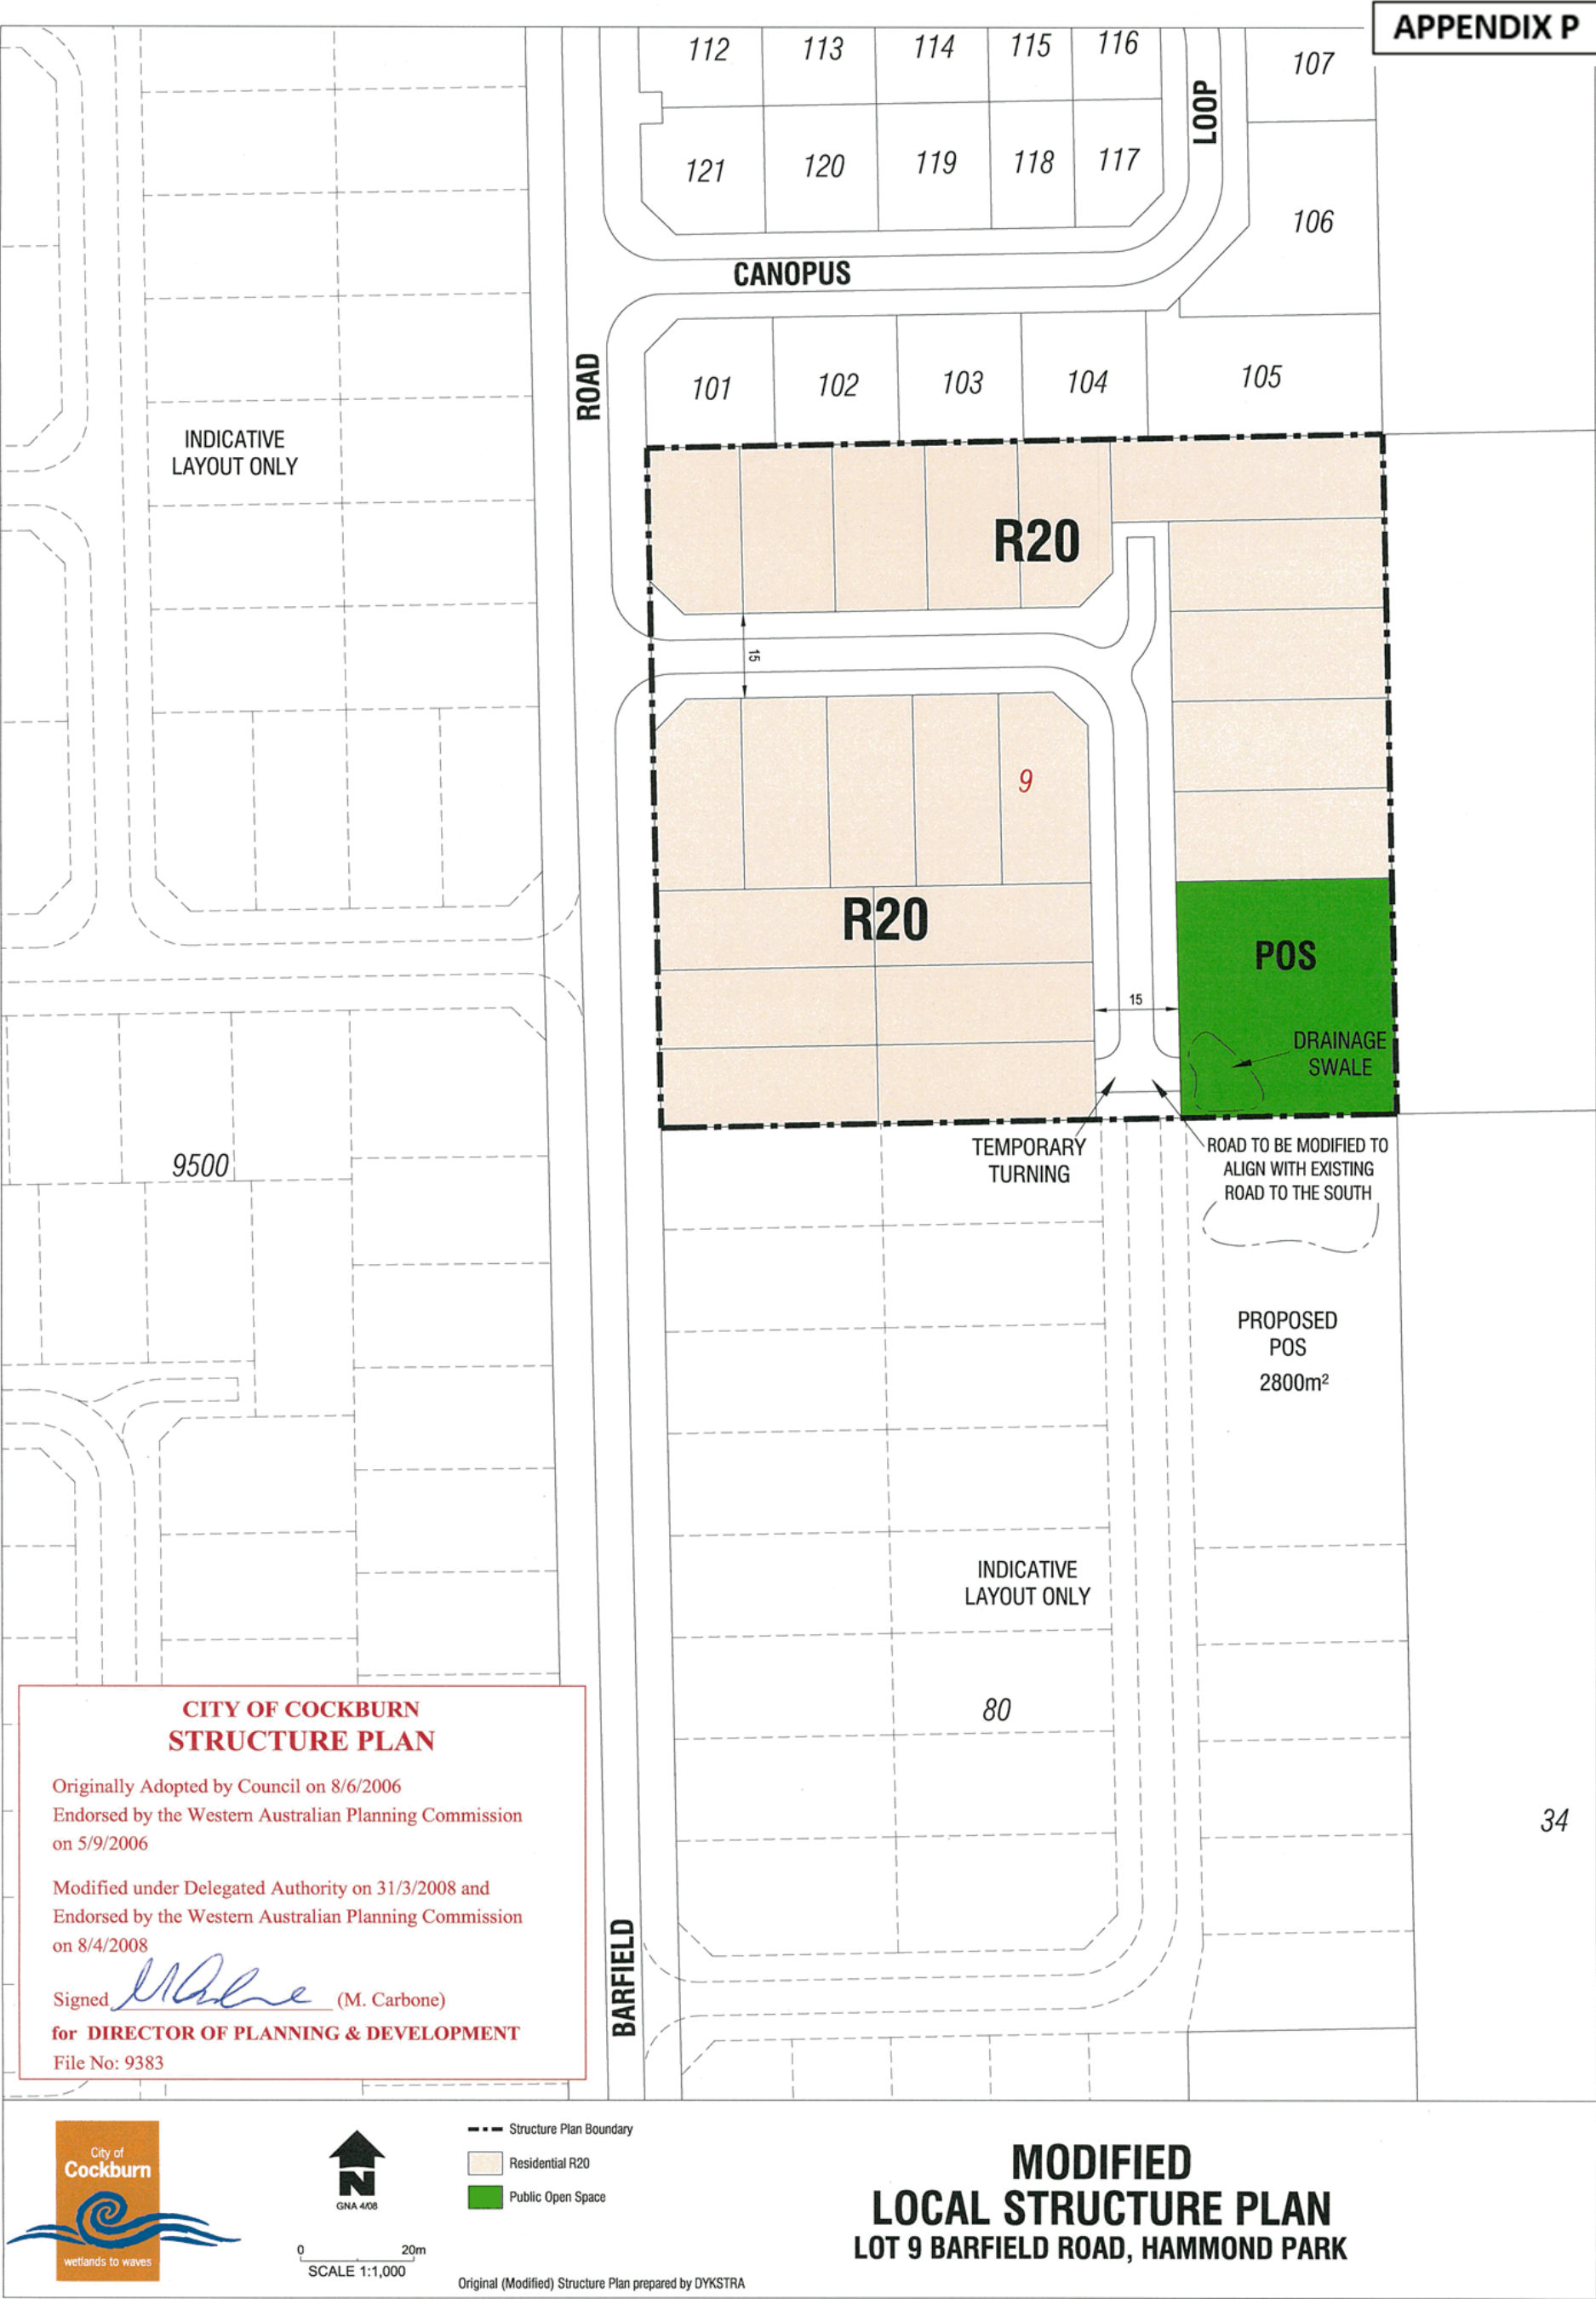 APPENDIX P
112
113
114
115
116
107
LOOP
121
120
119
118
117
106
CANOPUS
ROAD
101
102
103
104
105
INDICATIVE
LAYOUT ONLY
R20
15
9
R20
POS
15
DRAINAGE
SWALE
TEMPORARY
TURNING
ROAD TO BE MODIFIED TO
ALIGN WITH EXISTING
ROAD TO THE SOUTH
9500
PROPOSED
POS
2800m²
INDICATIVE
LAYOUT ONLY
80
34
BARFIELD
CITY OF COCKBURN
STRUCTURE PLAN
Originally Adopted by Council on 8/6/2006
Endorsed by the Western Australian Planning Commission
on 5/9/2006
Modified under Delegated Authority on 31/3/2008 and
Endorsed by the Western Australian Planning Commission
on 8/4/2008
Signed (M. Carbone)
for DIRECTOR OF PLANNING & DEVELOPMENT
File No: 9383
City of
Cockburn
wetlands to waves
N
GNA 4/08
0 20m
SCALE 1:1,000
Structure Plan Boundary
Residential R20
Public Open Space
Original (Modified) Structure Plan prepared by DYKSTRA
MODIFIED
LOCAL STRUCTURE PLAN
LOT 9 BARFIELD ROAD, HAMMOND PARK